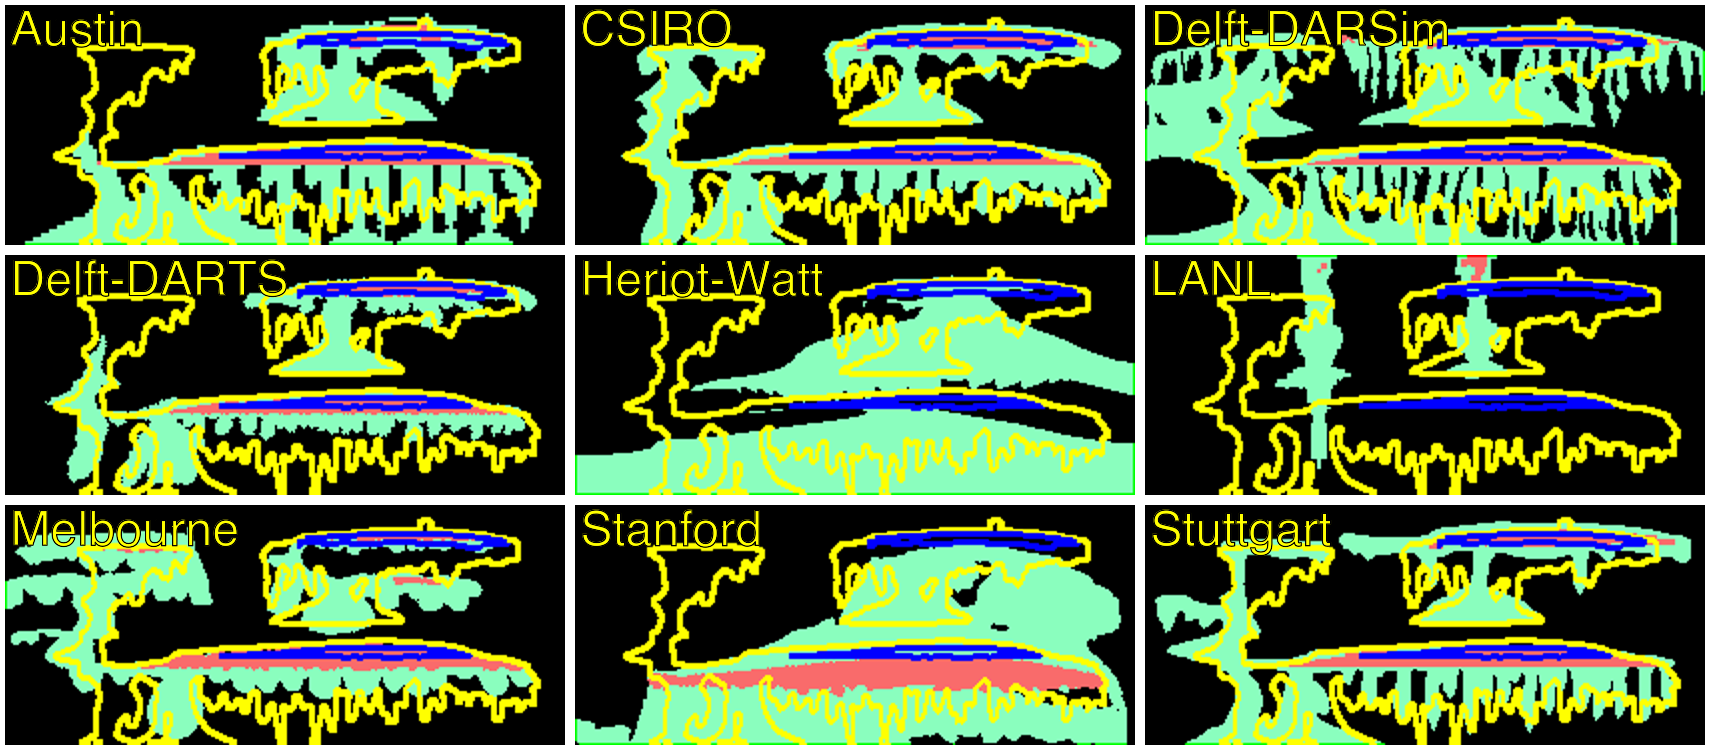 Austin
CSIRO
Delft-DARSim
Delft-DARTS
Heriot-Watt
LANL
Melbourne
Stanford
Stuttgart